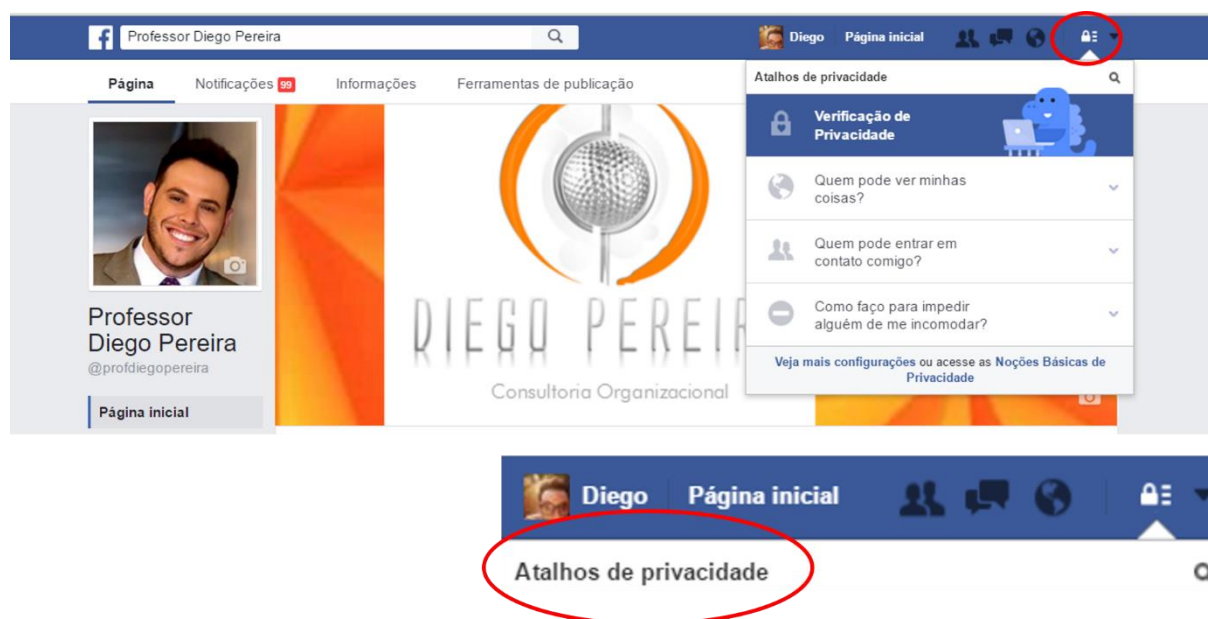 Professor Diego Pereira
Diego Página inicial
Página Notificações 99 Informações Ferramentas de publicação
Atalhos de privacidade
Verificação de
Privacidade
Quem pode ver minhas
coisas?
Quem pode entrar em
contato comigo?
Como faço para impedir
alguém de me incomodar?
Veja mais configurações ou acesse as Noções Básicas de
Privacidade
DIEGO PEREIR
Consultoria Organizacional
Professor
Diego Pereira
@profdiegopereira
Página inicial
Diego Página inicial
Atalhos de privacidade